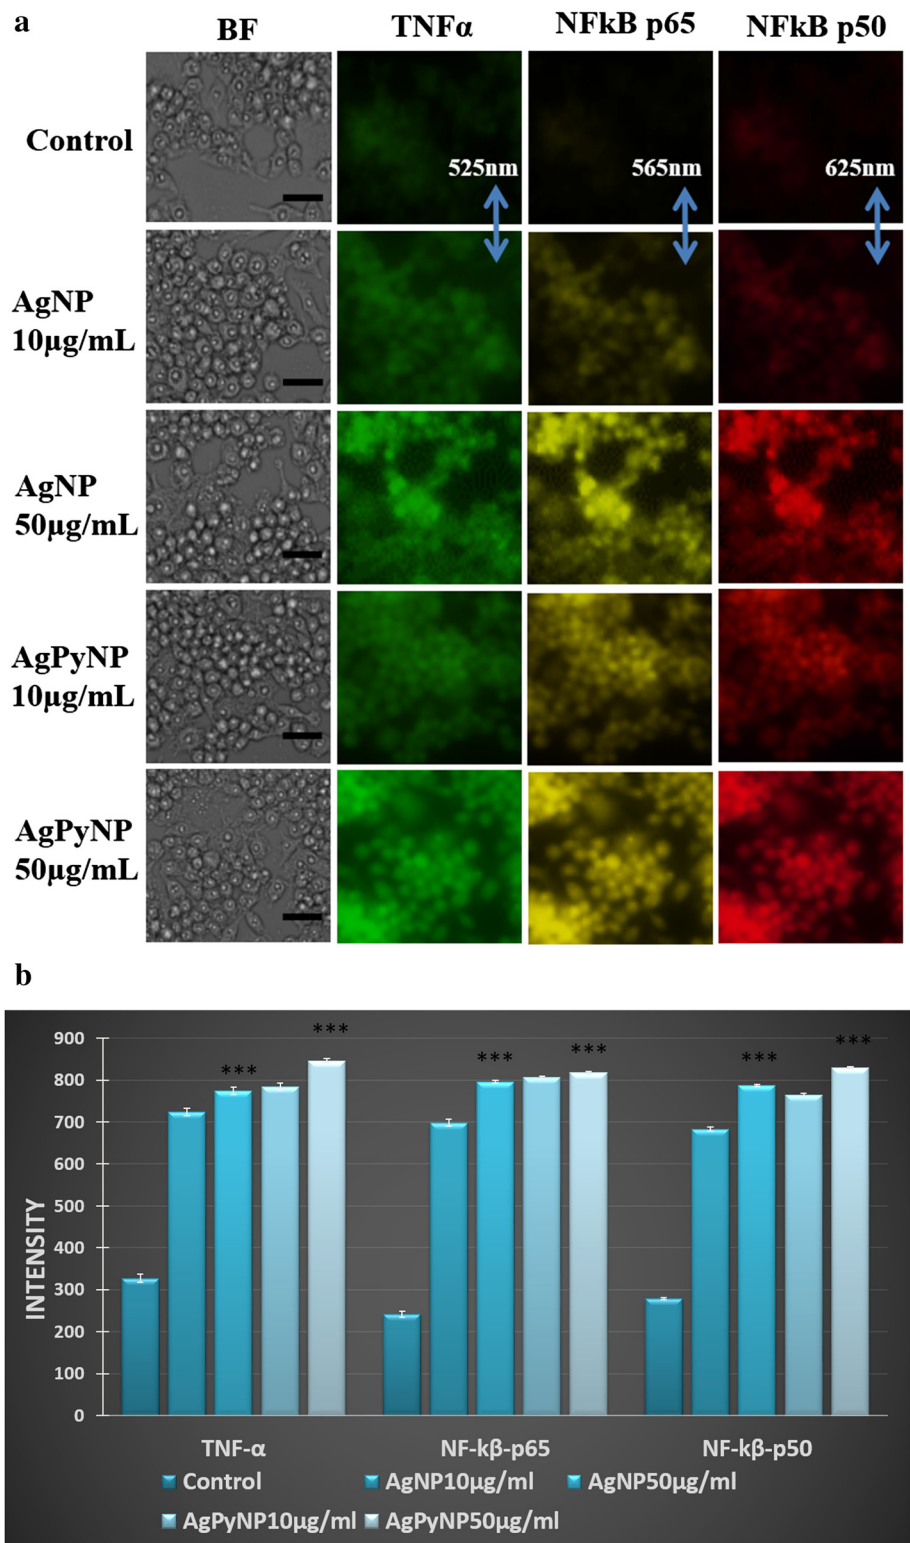 a
BF TNFα NFkB p65 NFkB p50
Control
525nm 565nm 625nm
AgNP
10μg/mL
AgNP
50μg/mL
AgPyNP
10μg/mL
AgPyNP
50μg/mL
b
*** *** *** *** *** ***
900
800
700
600
500
400
300
200
100
0
INTENSITY
TNF-α NF-kβ-p65 NF-kβ-p50
Control AgNP10μg/ml AgNP50μg/ml
AgPyNP10μg/ml AgPyNP50μg/ml